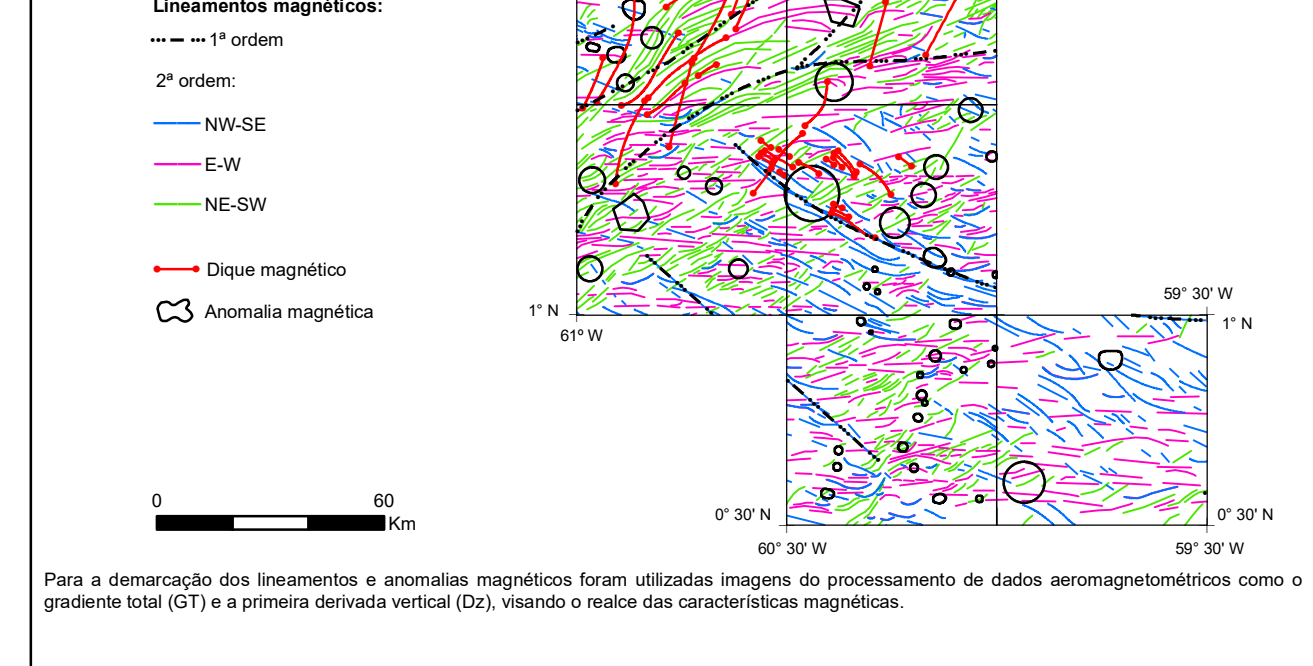 Lineamentos magnéticos:
1ª ordem
2ª ordem:
NW-SE
E-W
NE-SW
Dique magnético
Anomalia magnética
0 60
Km
59° 30' W
1° N
1° N
61° W
0° 30' N
0° 30' N
60° 30' W
59° 30' W
Para a demarcação dos lineamentos e anomalias magnéticos foram utilizadas imagens do processamento de dados aeromagnetométricos como o
gradiente total (GT) e a primeira derivada vertical (Dz), visando o realce das características magnéticas.